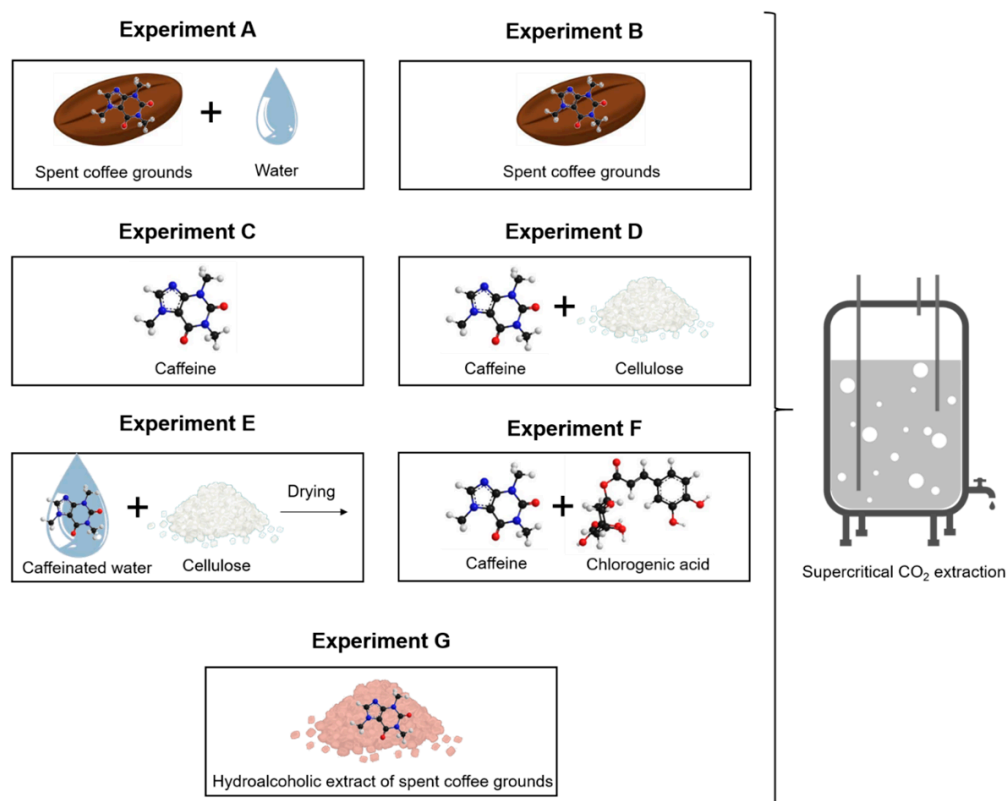 Experiment A
Experiment B
Spent coffee grounds
+
Water
Spent coffee grounds
Experiment C
Experiment D
Caffeine
Caffeine
+
Cellulose
Experiment E
Experiment F
Caffeinated water
+
Cellulose
Drying
Caffeine
+
Chlorogenic acid
Supercritical CO₂ extraction
Experiment G
Hydroalcoholic extract of spent coffee grounds